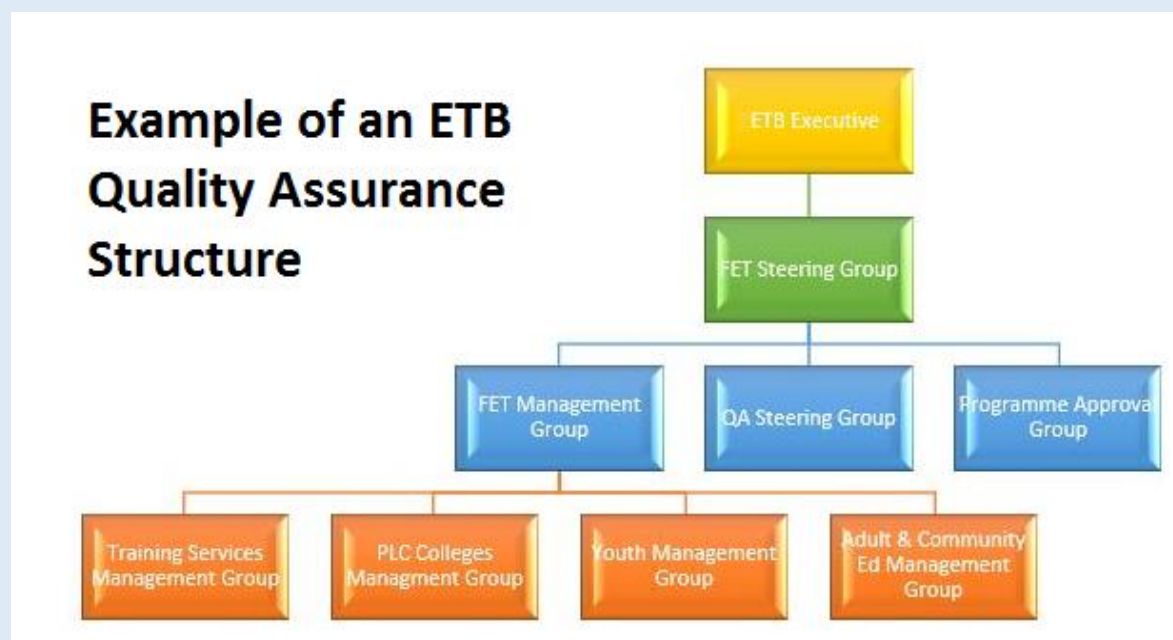 Example of an ETB
Quality Assurance
Structure
ETB Executive
FET Steering Group
FET Management
Group
QA Steering Group
Programme Approval
Group
Training Services
Management Group
PLC Colleges
Managment Group
Youth Management
Group
Adult & Community
Ed Management
Group